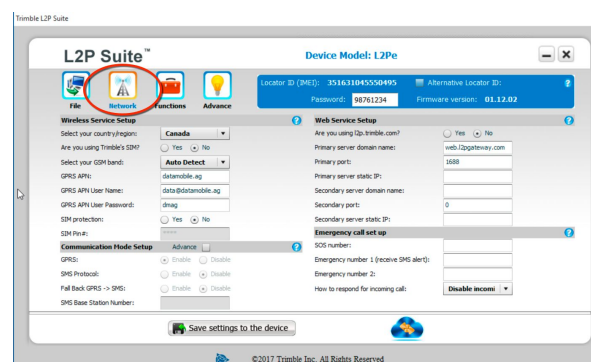 Trimble L2P Suite
L2P Suite™
Device Model: L2Pe
File
Network
Functions
Advance
Locator ID (IMEI): 351631045550495
Alternative Locator ID:
Password: 98761234
Firmware version: 01.12.02
Wireless Service Setup
Select your country/region: Canada
Are you using Trimble's SIM? Yes No
Select your GSM band: Auto Detect
GPRS APN: datamobile.ag
GPRS APN User Name: data@datamobile.ag
GPRS APN User Password: dmag
SIM protection: Yes No
SIM Pin#: ****
Communication Mode Setup Advance
GPRS: Enable Disable
SMS Protocol: Enable Disable
Fall Back GPRS -> SMS: Enable Disable
SMS Base Station Number:
Web Service Setup
Are you using l2p.trimble.com? Yes No
Primary server domain name: web.l2pgateway.com
Primary port: 1688
Primary server static IP:
Secondary server domain name:
Secondary port: 0
Secondary server static IP:
Emergency call set up
SOS number:
Emergency number 1 (receive SMS alert):
Emergency number 2:
How to respond for incoming call: Disable incomi
Save settings to the device
©2017 Trimble Inc. All Rights Reserved